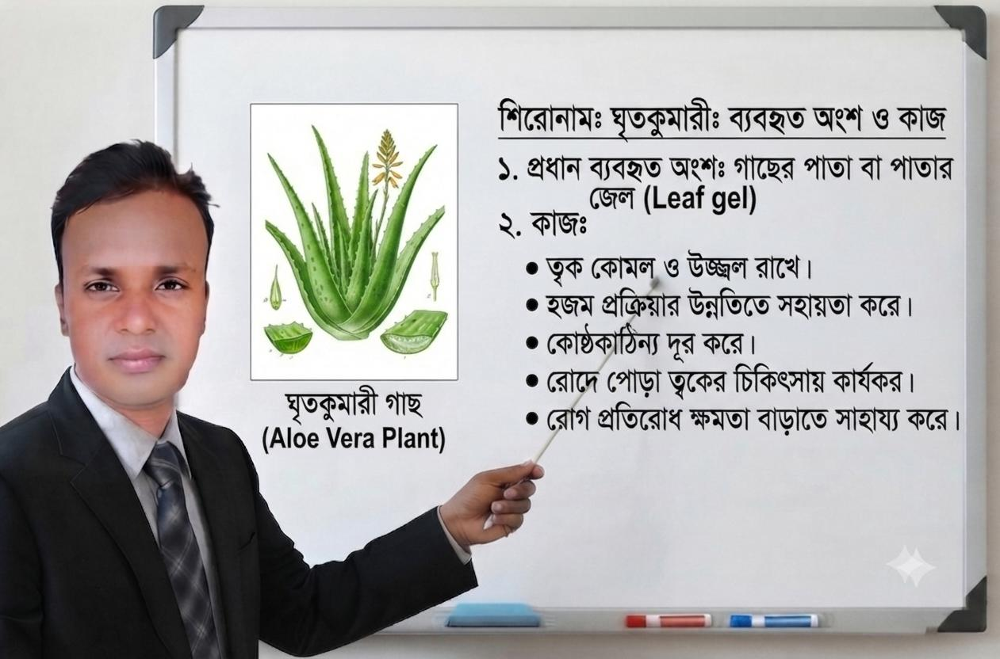 শিরোনামঃ ঘৃতকুমারীঃ ব্যবহৃত অংশ ও কাজ
১. প্রধান ব্যবহৃত অংশঃ গাছের পাতা বা পাতার
জেল (Leaf gel)
২. কাজঃ
• ত্বক কোমল ও উজ্জ্বল রাখে।
• হজম প্রক্রিয়ার উন্নতিতে সহায়তা করে।
• কোষ্ঠকাঠিন্য দূর করে।
• রোদে পোড়া ত্বকের চিকিৎসায় কার্যকর।
• রোগ প্রতিরোধ ক্ষমতা বাড়াতে সাহায্য করে।
ঘৃতকুমারী গাছ
(Aloe Vera Plant)